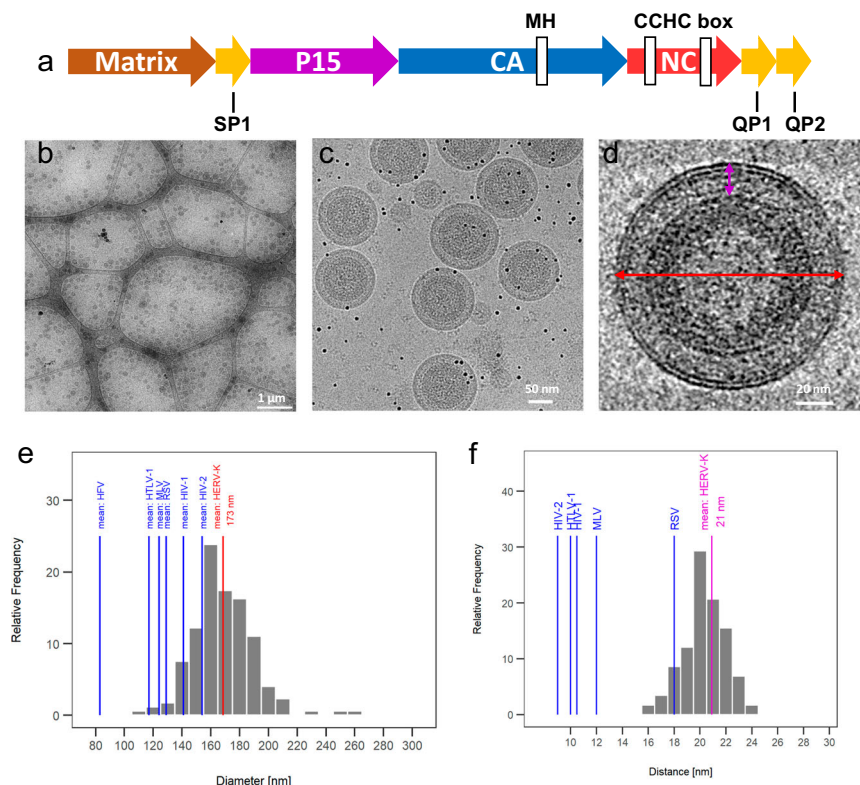 MH
CCHC box
a
Matrix
P15
CA
NC
SP1
QP1
QP2
b
1 µm
c
50 nm
d
20 nm
e
Relative Frequency
30
20
10
0
mean: HFV
mean: HTLV-1
mean: MLV
mean: RSV
mean: HIV-1
mean: HIV-2
mean: HERV-K
173 nm
80
100
120
140
160
180
200
220
240
260
280
300
Diameter [nm]
f
Relative Frequency
40
30
20
10
0
HIV-2
HTLV-1
HIV-1
MLV
RSV
mean: HERV-K
21 nm
10
12
14
16
18
20
22
24
26
28
30
Distance [nm]